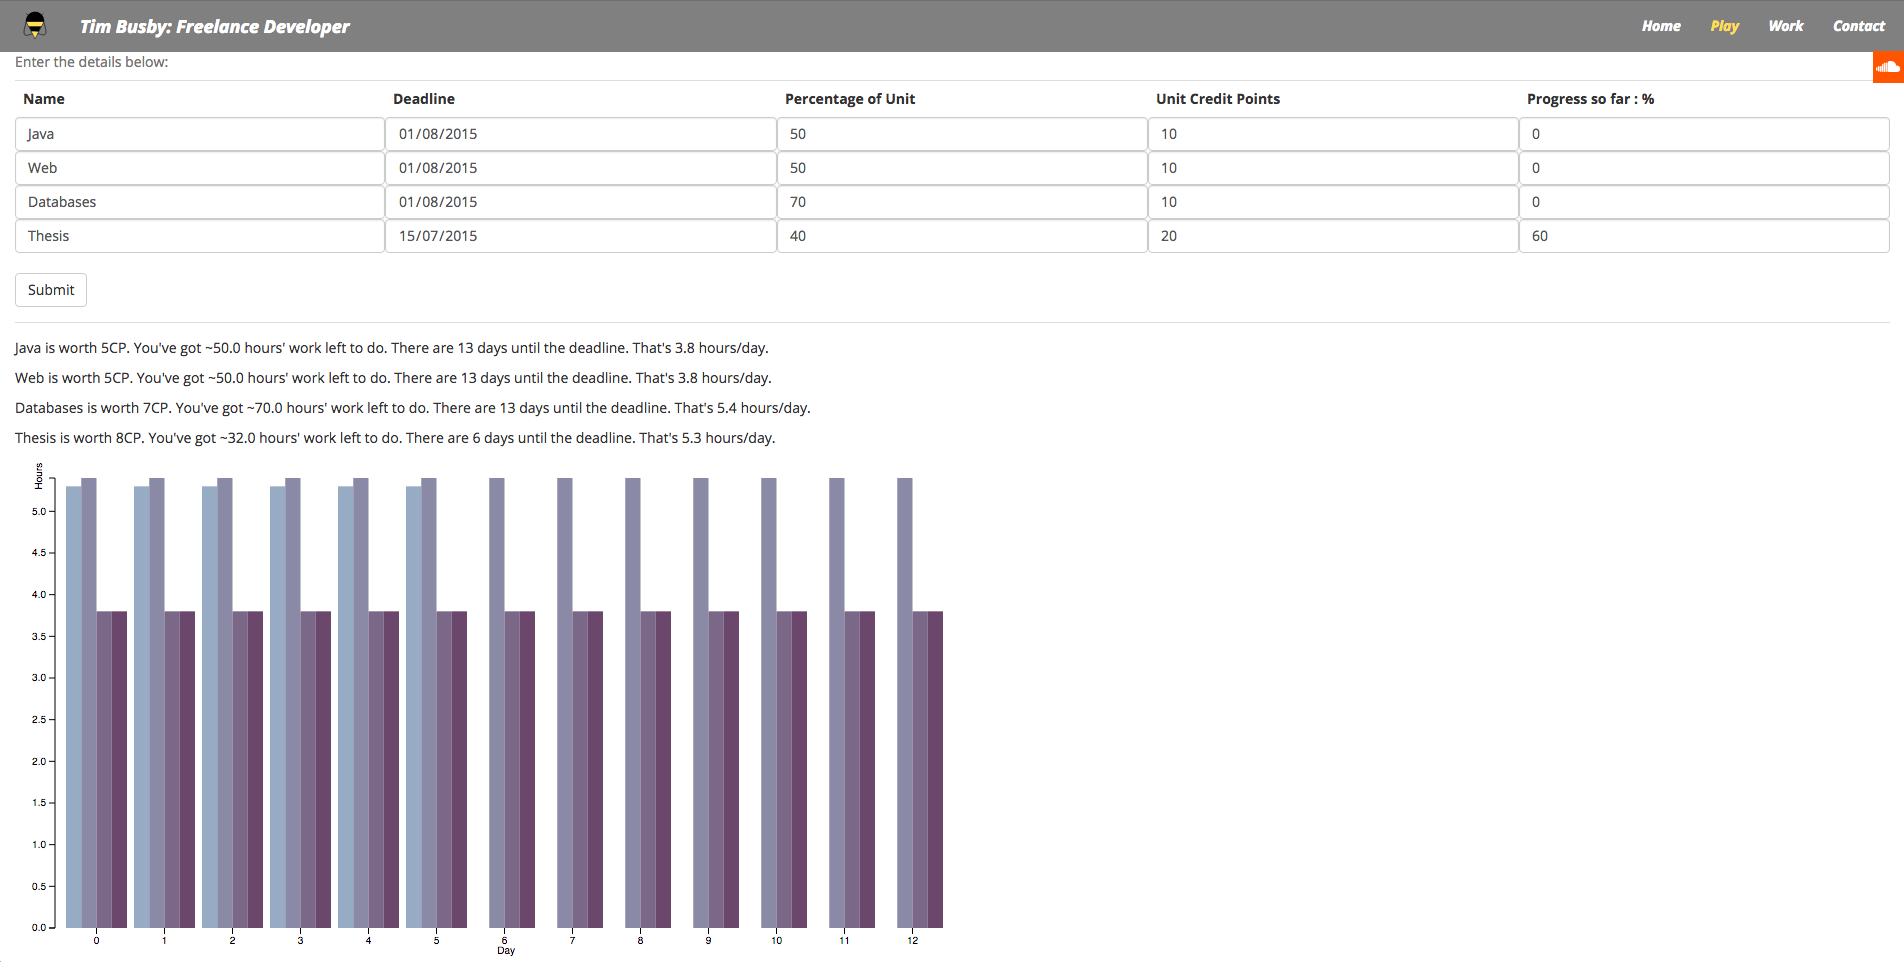 Tim Busby: Freelance Developer Home Play Work Contact
Enter the details below:
Name Deadline Percentage of Unit Unit Credit Points Progress so far : %
Java 01/08/2015 50 10 0
Web 01/08/2015 50 10 0
Databases 01/08/2015 70 10 0
Thesis 15/07/2015 40 20 60
Submit
Java is worth 5CP. You've got ~50.0 hours' work left to do. There are 13 days until the deadline. That's 3.8 hours/day.
Web is worth 5CP. You've got ~50.0 hours' work left to do. There are 13 days until the deadline. That's 3.8 hours/day.
Databases is worth 7CP. You've got ~70.0 hours' work left to do. There are 13 days until the deadline. That's 5.4 hours/day.
Thesis is worth 8CP. You've got ~32.0 hours' work left to do. There are 6 days until the deadline. That's 5.3 hours/day.
Hours
5.0
4.5
4.0
3.5
3.0
2.5
2.0
1.5
1.0
0.5
0.0
0 1 2 3 4 5 6 7 8 9 10 11 12
Day